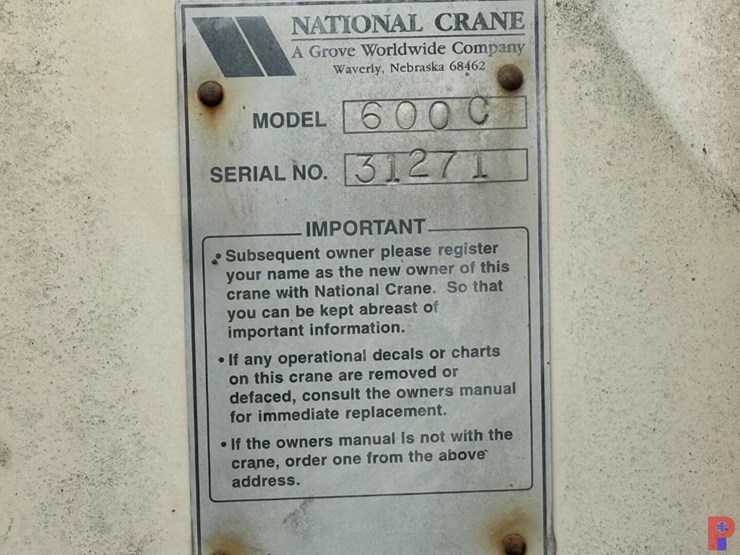 NATIONAL CRANE
A Grove Worldwide Company
Waverly, Nebraska 68462
MODEL 600C
SERIAL NO. 31271
IMPORTANT
• Subsequent owner please register
your name as the new owner of this
crane with National Crane. So that
you can be kept abreast of
important information.
• If any operational decals or charts
on this crane are removed or
defaced, consult the owners manual
for immediate replacement.
• If the owners manual is not with the
crane, order one from the above
address.